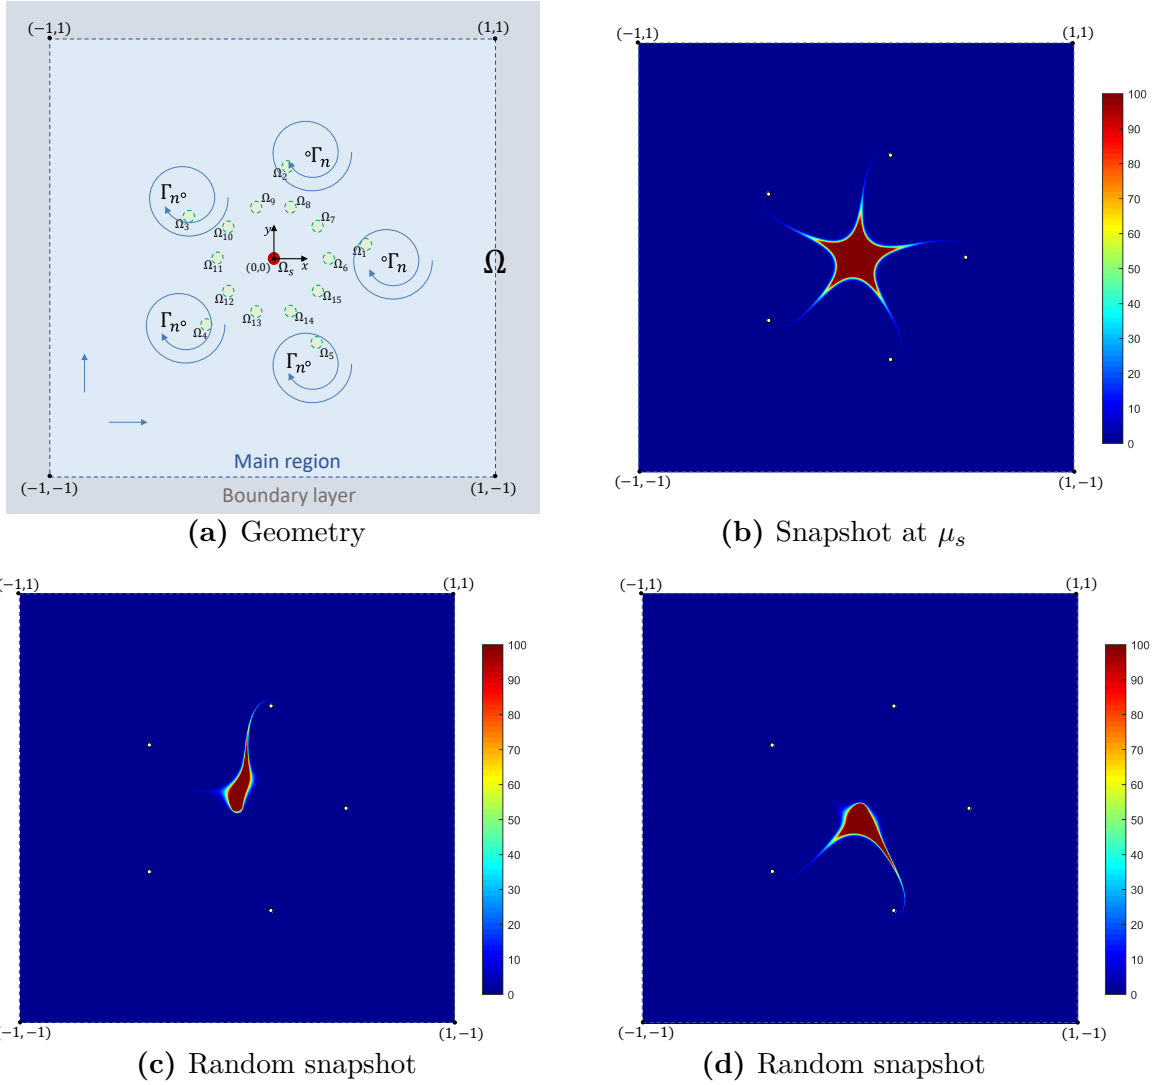 (−1,1) (1,1)
Γn
Ω2
Γn
Ω3
Ω9 Ω8
Ω10 Ω7
y
Ω1
Ω11 (0,0) Ωs x Ω6 Γn Ω
Ω12 Ω15
Γn Ω4 Ω13 Ω14
Γn Ω5
Main region
(−1,−1) (1,−1)
Boundary layer
(a) Geometry
(−1,1) (1,1)
100
90
80
70
60
50
40
30
20
10
0
(−1,−1) (1,−1)
(b) Snapshot at μs
(−1,1) (1,1)
100
90
80
70
60
50
40
30
20
10
0
(−1,−1) (1,−1)
(c) Random snapshot
(−1,1) (1,1)
100
90
80
70
60
50
40
30
20
10
0
(−1,−1) (1,−1)
(d) Random snapshot